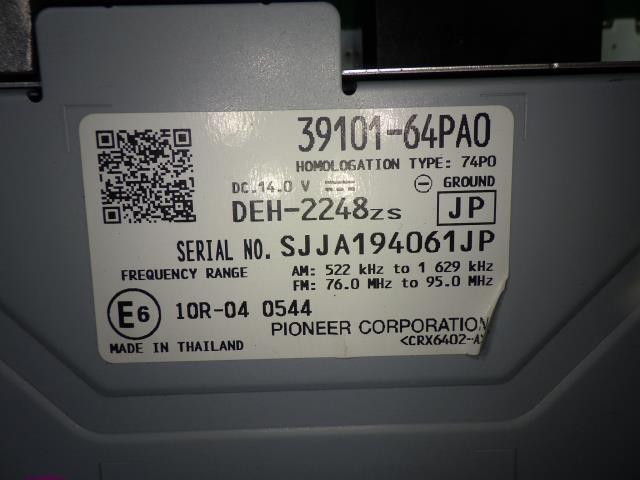 39101-64PA0
HOMOLOGATION TYPE: 74P0
DC.14.0 V GROUND
DEH-2248ZS JP
SERIAL NO. SJJA194061JP
FREQUENCY RANGE AM: 522 kHz to 1 629 kHz
FM: 76.0 MHz to 95.0 MHz
E6 10R-04 0544
PIONEER CORPORATION
MADE IN THAILAND <CRX6402-A